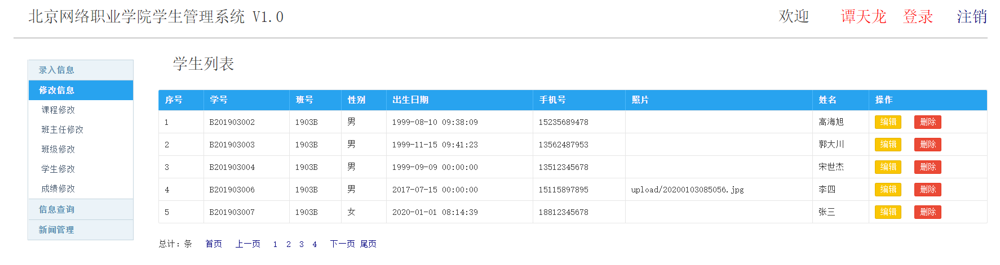 北京网络职业学院学生管理系统 V1.0 欢迎 谭天龙 登录 注销
录入信息
修改信息
课程修改
班主任修改
班级修改
学生修改
成绩修改
信息查询
新闻管理
学生列表
序号 学号 班号 性别 出生日期 手机号 照片 姓名 操作
1 B201903002 1903B 男 1999-08-10 09:38:09 15235689478 高海旭 编辑 删除
2 B201903003 1903B 男 1999-11-15 09:41:23 13562487953 郭大川 编辑 删除
3 B201903004 1903B 男 1999-09-09 00:00:00 13512345678 宋世杰 编辑 删除
4 B201903006 1903B 男 2017-07-15 00:00:00 15115897895 upload/20200103085056.jpg 李四 编辑 删除
5 B201903007 1903B 女 2020-01-01 08:14:39 18812345678 张三 编辑 删除
总计：条 首页 上一页 1 2 3 4 下一页 尾页